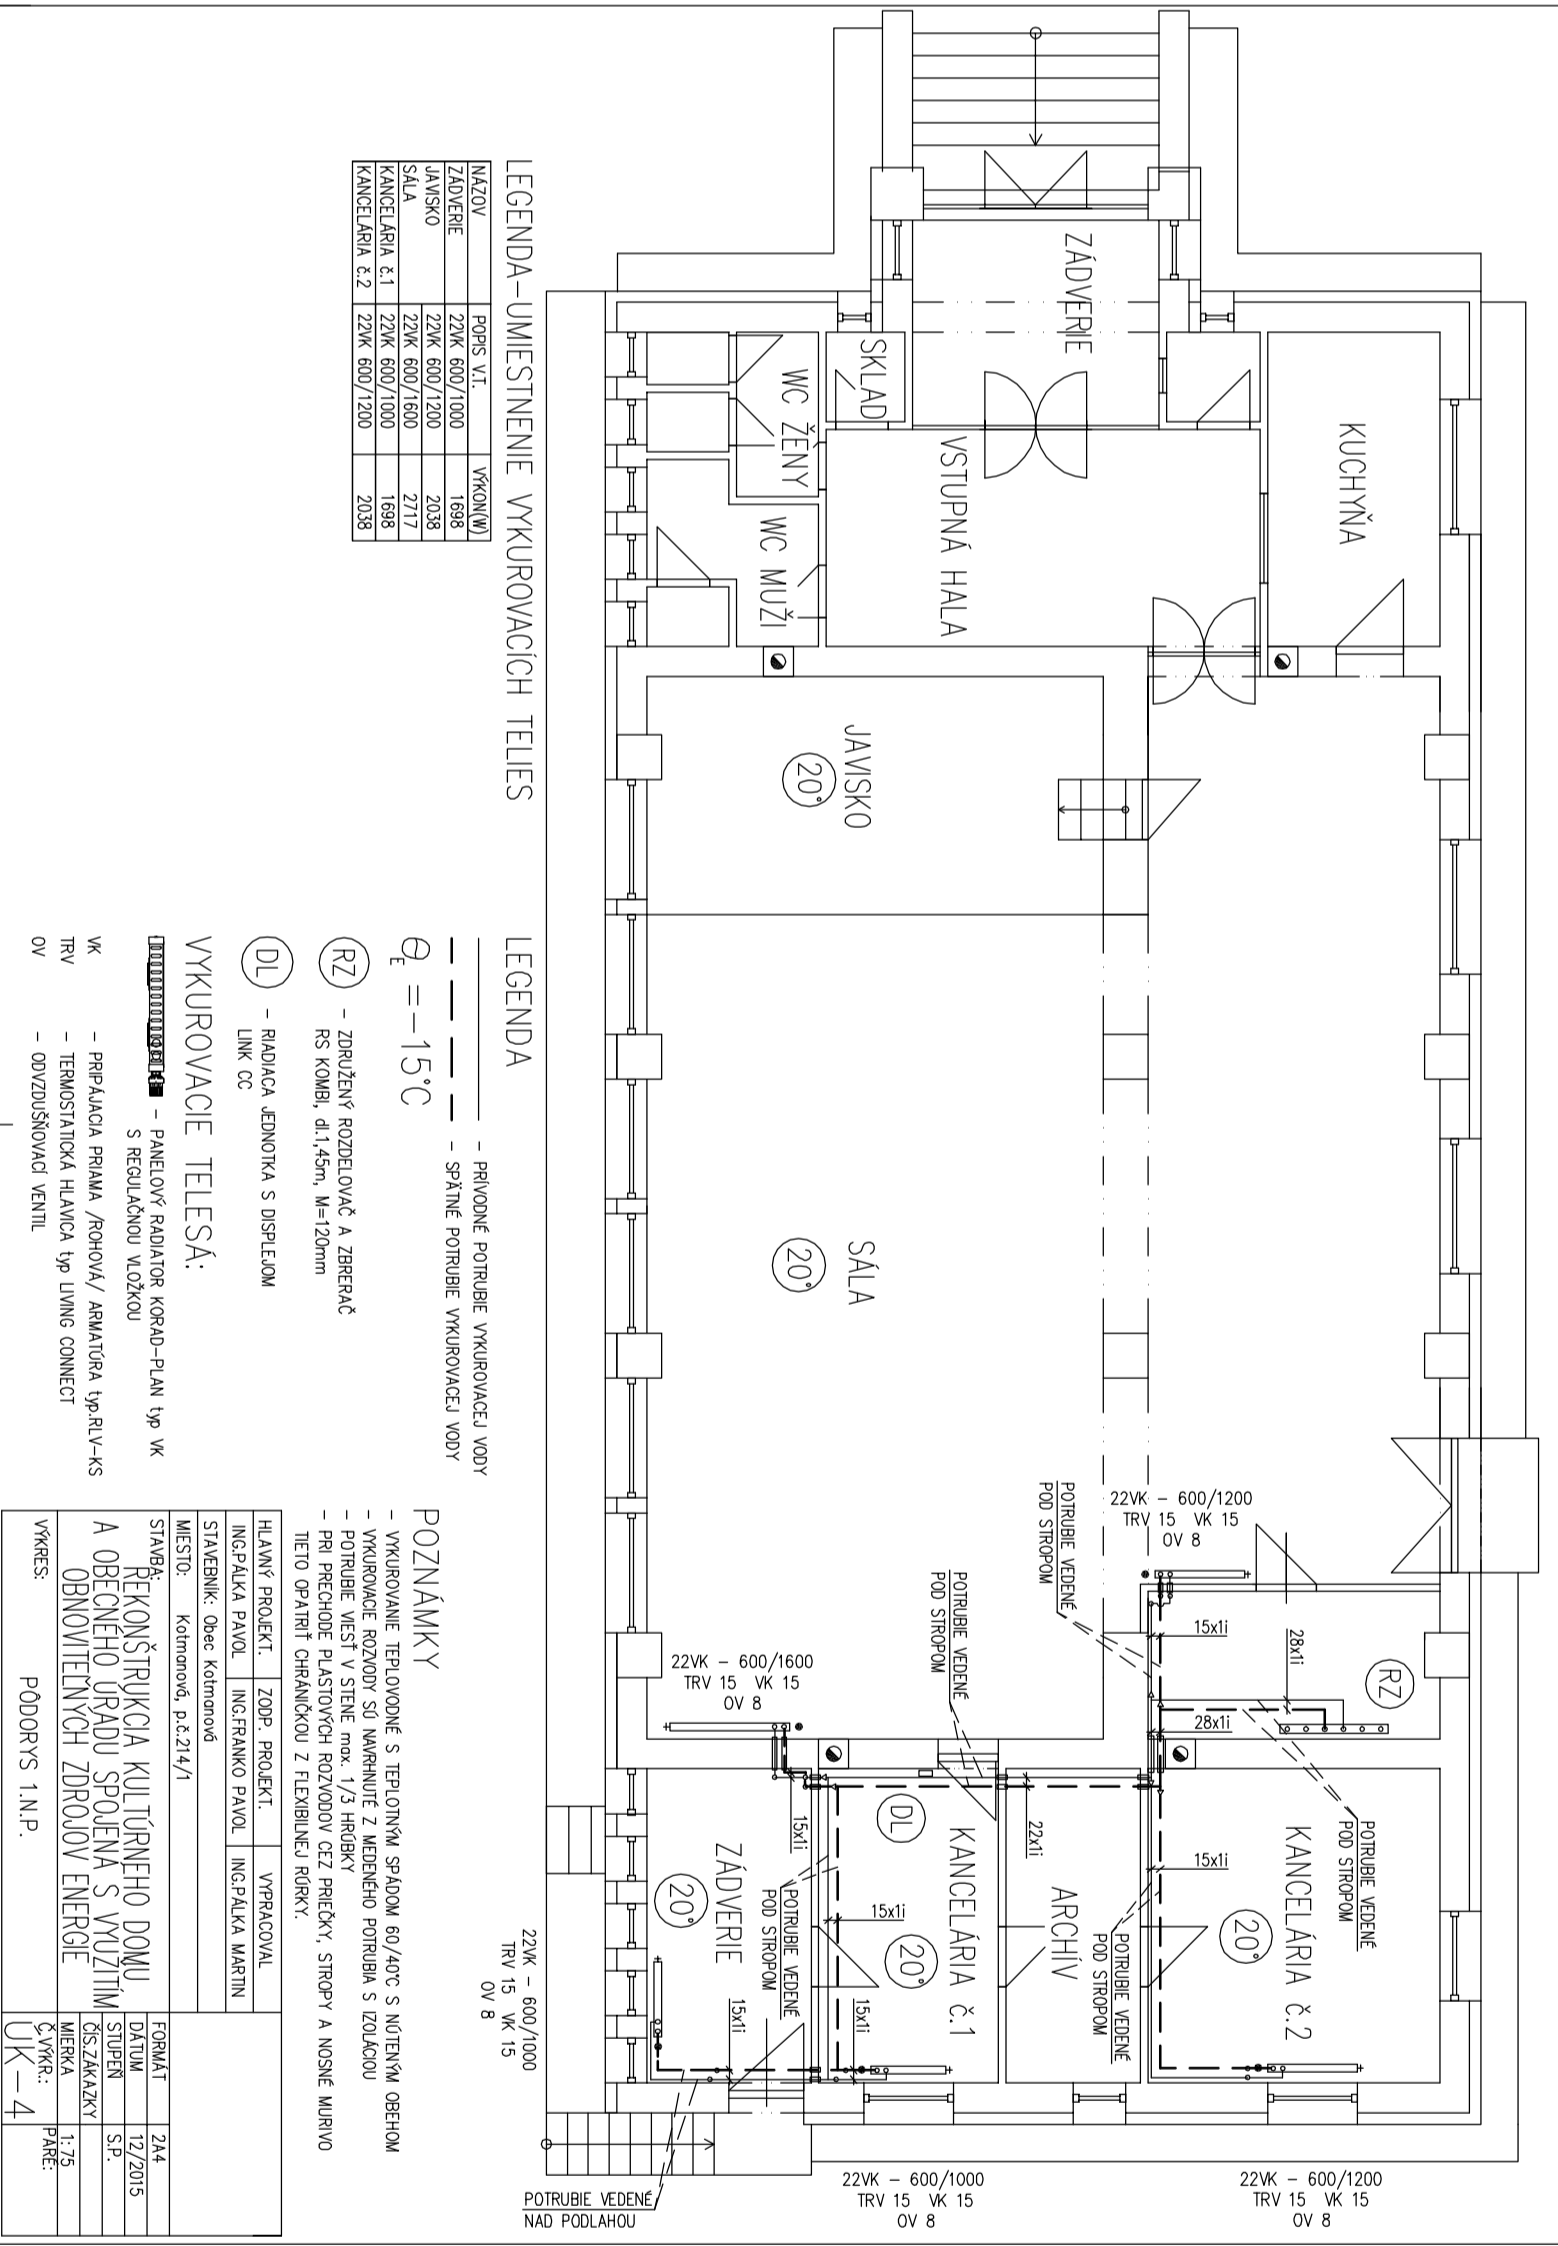 ZÁDVERIE
SKLAD
WC ŽENY
WC MUŽI
VSTUPNÁ HALA
KUCHYŇA
JAVISKO
20°
SÁLA
20°
22VK - 600/1200
TRV 15 VK 15
OV 8
POTRUBIE VEDENÉ
POD STROPOM
POTRUBIE VEDENÉ
POD STROPOM
22VK - 600/1600
TRV 15 VK 15
OV 8
15x1i
28x1i
28x1i
RZ
22x1i
15x1i
15x1i
15x1i
15x1i
15x1i
DL
KANCELÁRIA Č.1
20°
ARCHÍV
KANCELÁRIA Č.2
20°
ZÁDVERIE
20°
POTRUBIE VEDENÉ
POD STROPOM
POTRUBIE VEDENÉ
POD STROPOM
POTRUBIE VEDENÉ
POD STROPOM
22VK - 600/1000
TRV 15 VK 15
OV 8
22VK - 600/1000
TRV 15 VK 15
OV 8
22VK - 600/1200
TRV 15 VK 15
OV 8
POTRUBIE VEDENÉ
NAD PODLAHOU
LEGENDA-UMIESTNENIE VYKUROVACÍCH TELIES
NÁZOV POPIS V.T. VÝKON(W)
ZÁDVERIE 22VK 600/1000 1698
JAVISKO 22VK 600/1200 2038
SÁLA 22VK 600/1600 2717
KANCELÁRIA č.1 22VK 600/1000 1698
KANCELÁRIA č.2 22VK 600/1200 2038
LEGENDA
- PRÍVODNÉ POTRUBIE VYKUROVACEJ VODY
- SPÄTNÉ POTRUBIE VYKUROVACEJ VODY
ΘE =-15°C
RZ - ZDRUŽENÝ ROZDELOVAČ A ZBRERAČ
RS KOMBI, dl.1,45m, M=120mm
DL - RIADIACA JEDNOTKA S DISPLEJOM
LINK CC
VYKUROVACIE TELESÁ:
- PANELOVÝ RADIATOR KORAD-PLAN typ VK
S REGULAČNOU VLOŽKOU
VK - PRIPÁJACIA PRIAMA /ROHOVÁ/ ARMATÚRA typ.RLV-KS
TRV - TERMOSTATICKÁ HLAVICA typ LIVING CONNECT
OV - ODVZDUŠŇOVACÍ VENTIL
POZNÁMKY
- VYKUROVANIE TEPLOVODNÉ S TEPLOTNÝM SPÁDOM 60/40°C S NÚTENÝM OBEHOM
- VYKUROVACIE ROZVODY SÚ NAVRHNUTÉ Z MEDENÉHO POTRUBIA S IZOLÁCIOU
- POTRUBIE VIESŤ V STENE max. 1/3 HRÚBKY
- PRI PRECHODE PLASTOVÝCH ROZVODOV CEZ PRIEČKY, STROPY A NOSNÉ MURIVO
TIETO OPATRIŤ CHRÁNIČKOU Z FLEXIBILNEJ RÚRKY.
HLAVNÝ PROJEKT. ZODP. PROJEKT. VYPRACOVAL
ING.PÁLKA PAVOL ING.FRANKO PAVOL ING.PÁLKA MARTIN
STAVEBNÍK: Obec Kotmanová
MIESTO: Kotmanová, p.č.214/1
STAVBA:
REKONŠTRUKCIA KULTÚRNEHO DOMU
A OBECNÉHO ÚRADU SPOJENÁ S VYUŽITÍM
OBNOVITEĽNÝCH ZDROJOV ENERGIE
VÝKRES:
PÔDORYS 1.N.P.
FORMÁT 2A4
DÁTUM 12/2015
STUPEŇ S.P.
ČÍS.ZÁKAZKY
MIERKA 1:75
Č.VÝKR.: PARÉ:
UK-4